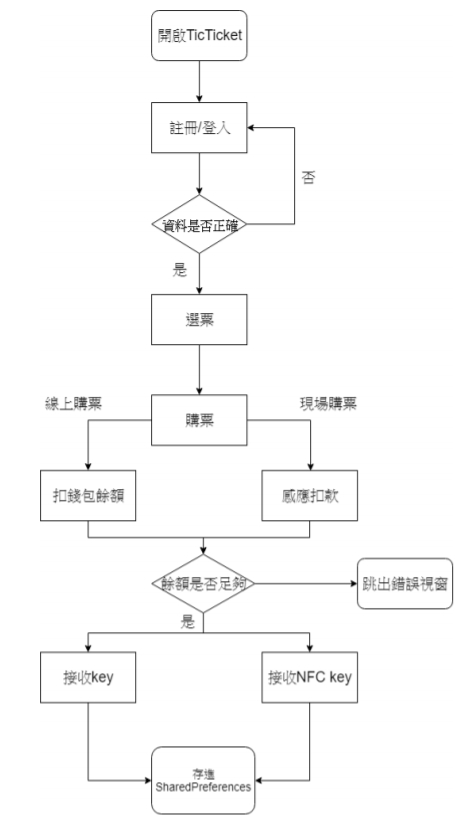 開啟TicTicket
註冊/登入
否
資料是否正確
是
選票
線上購票
現場購票
購票
扣錢包餘額
感應扣款
餘額是否足夠
跳出錯誤視窗
是
接收key
接收NFC key
存進
SharedPreferences